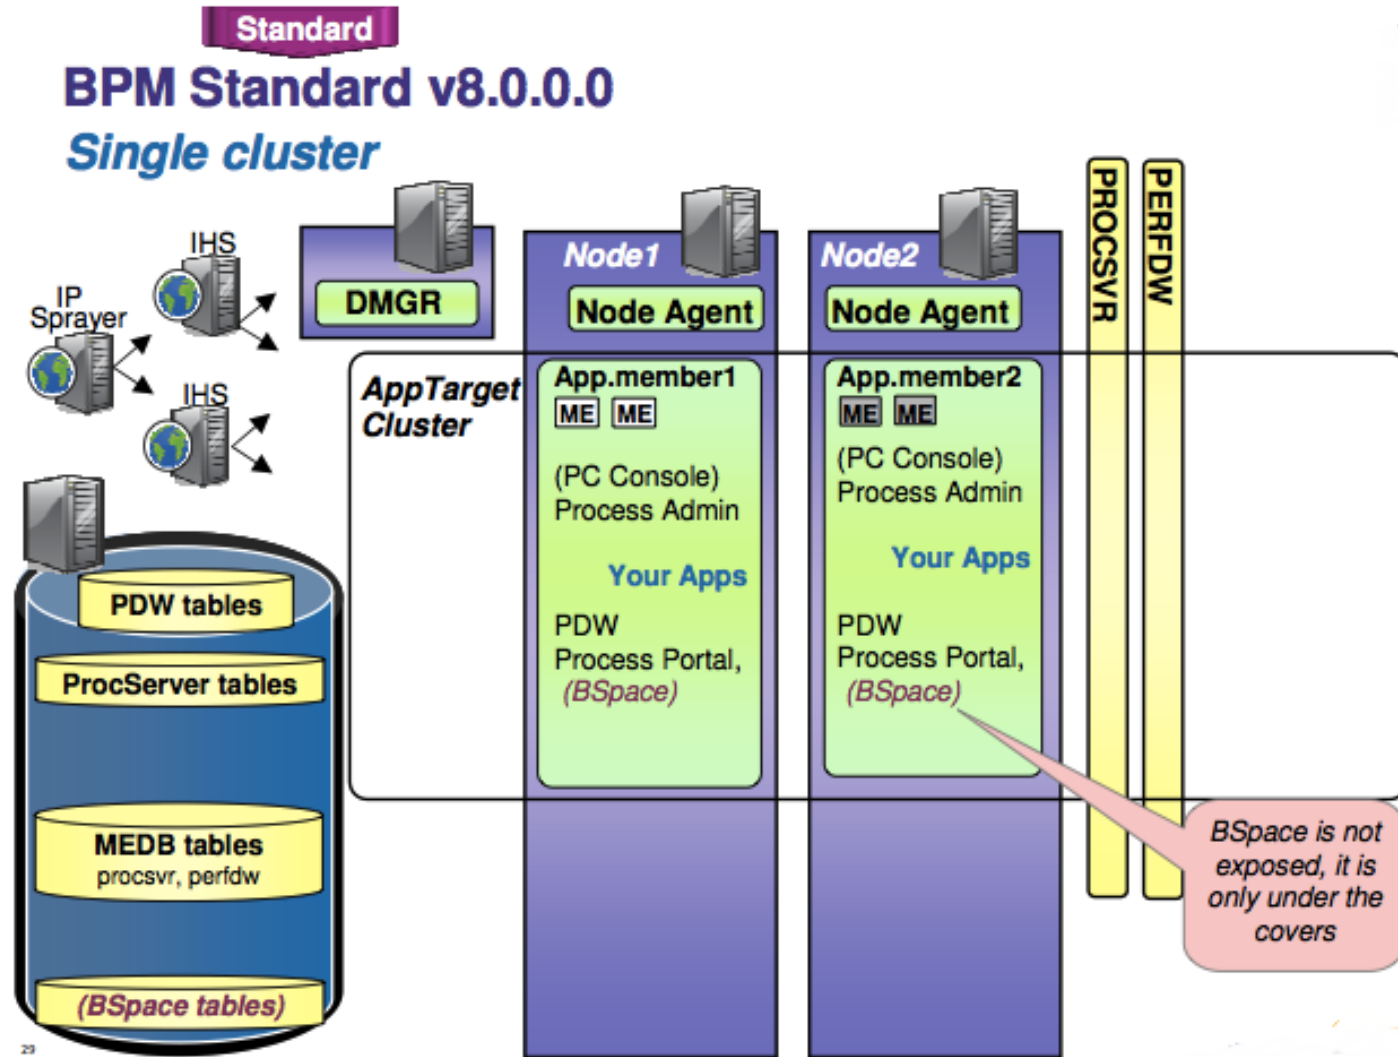 Standard
BPM Standard v8.0.0.0
Single cluster
IHS
IP
Sprayer
IHS
DMGR
Node1
Node Agent
Node2
Node Agent
PROCSVR
PERFDW
AppTarget
Cluster
App.member1
ME ME
(PC Console)
Process Admin
Your Apps
PDW
Process Portal,
(BSpace)
App.member2
ME ME
(PC Console)
Process Admin
Your Apps
PDW
Process Portal,
(BSpace)
PDW tables
ProcServer tables
MEDB tables
procsvr, perfdw
(BSpace tables)
BSpace is not
exposed, it is
only under the
covers
29